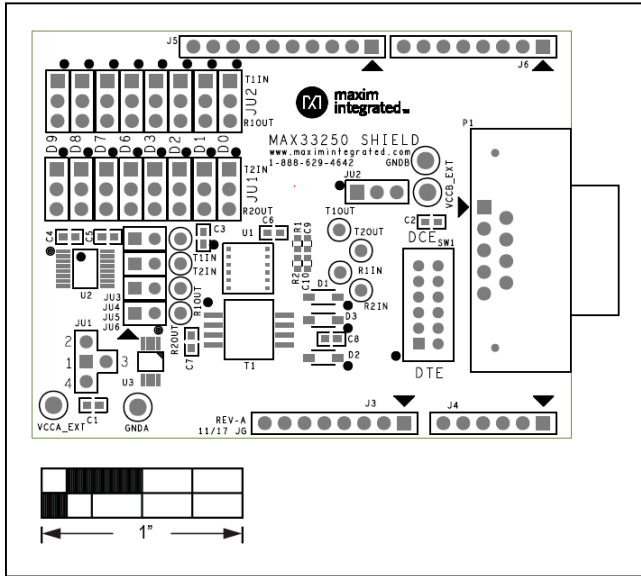 J5
J6
T1IN
R1OUT
JU2
maxim
integrated™
P1
D9 D8 D7 D6 D3 D2 D1 D0
MAX33250 SHIELD
www.maximintegrated.com
1-888-629-4642
GNDB
T2IN
R2OUT
JU1
JU2
VCCB_EXT
C4
C5
C3
C6
U1
R1
C9
T1OUT
T2OUT
C2
DCE
SW1
T1IN
T2IN
U2
JU3
JU4
JU5
JU6
R1OUT
R2
C10
R1IN
D1
R2IN
JU1
2
1
3
4
U3
R2OUT
C7
T1
D3
C8
D2
DTE
VCCA_EXT
C1
GNDA
REV-A
11/17 JG
J3
J4
1"